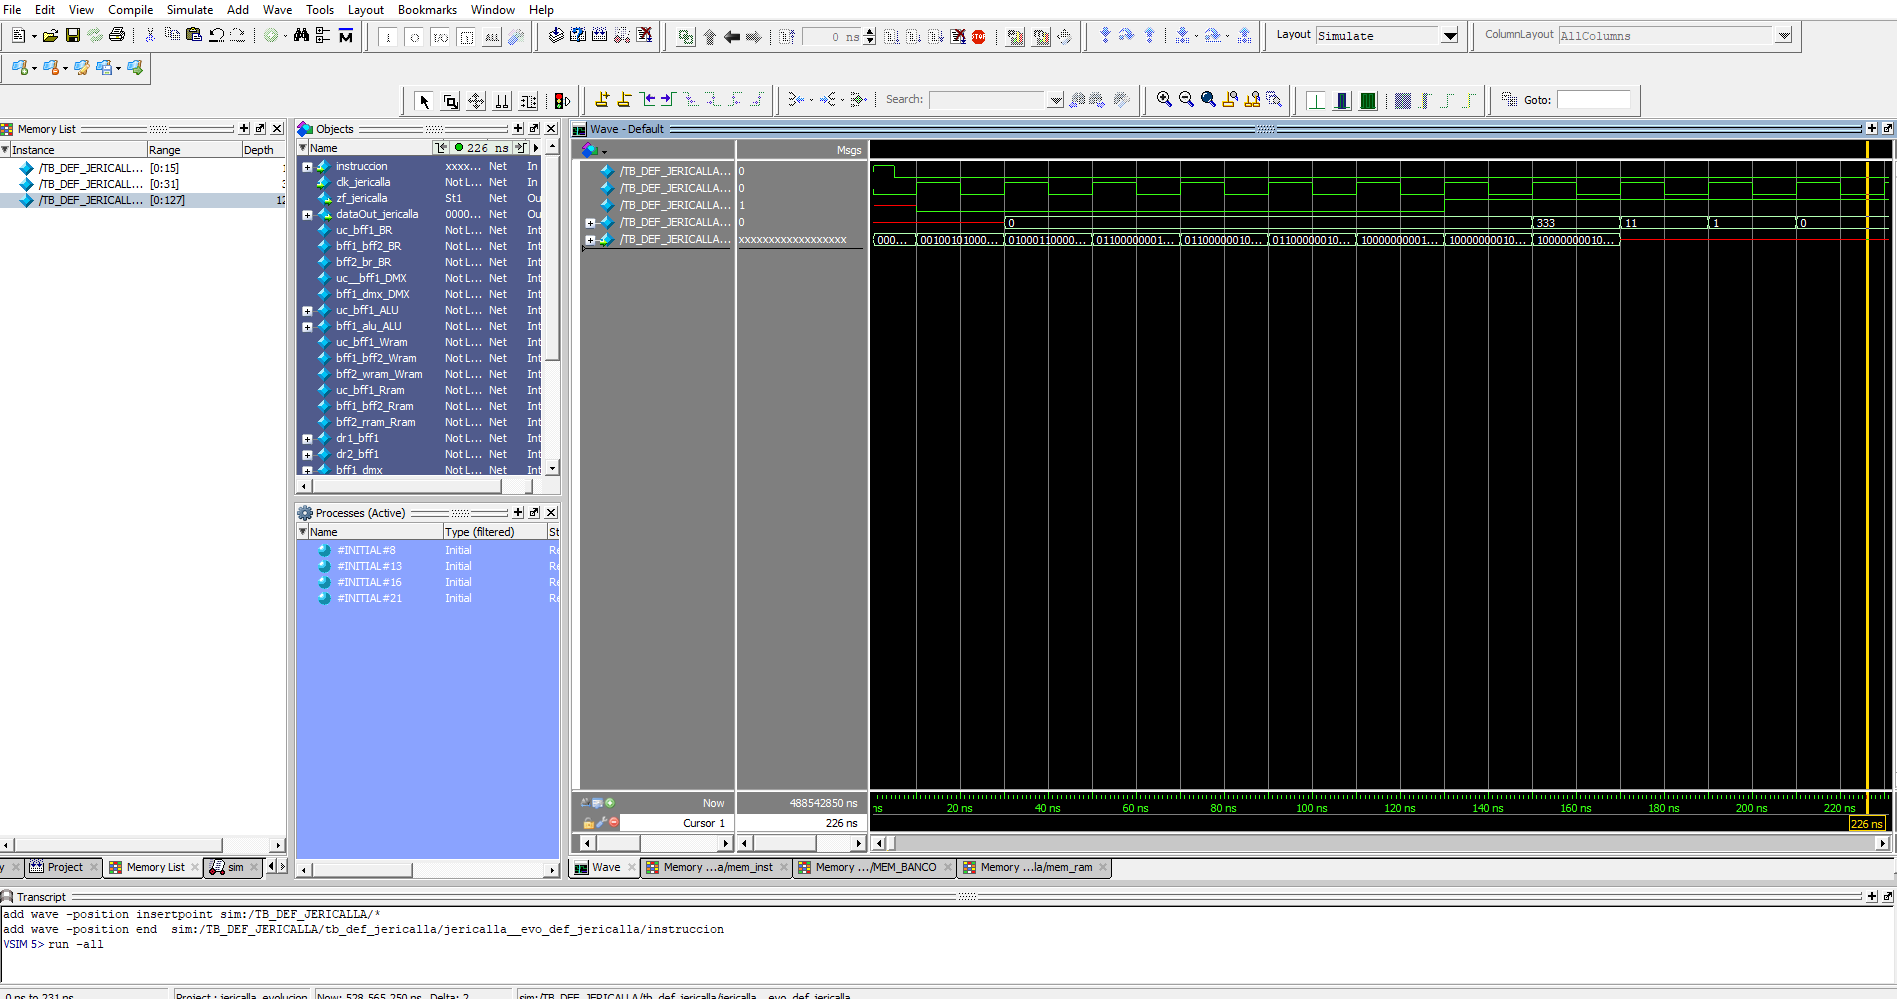 File Edit View Compile Simulate Add Wave Tools Layout Bookmarks Window Help
0 ns
Layout Simulate
ColumnLayout AllColumns
Search:
Goto:
Memory List
Instance Range Depth
/TB_DEF_JERICALL... [0:15]
/TB_DEF_JERICALL... [0:31]
/TB_DEF_JERICALL... [0:127] 12
Objects
Name 226 ns
instruccion xxxx... Net In
clk_jericalla Not L... Net In
zf_jericalla St1 Net Ou
dataOut_jericalla 0000... Net Ou
uc_bff1_BR Not L... Net Int
bff1_bff2_BR Not L... Net Int
bff2_br_BR Not L... Net Int
uc__bff1_DMX Not L... Net Int
bff1_dmx_DMX Not L... Net Int
uc_bff1_ALU Not L... Net Int
bff1_alu_ALU Not L... Net Int
uc_bff1_Wram Not L... Net Int
bff1_bff2_Wram Not L... Net Int
bff2_wram_Wram Not L... Net Int
uc_bff1_Rram Not L... Net Int
bff1_bff2_Rram Not L... Net Int
bff2_rram_Rram Not L... Net Int
dr1_bff1 Not L... Net Int
dr2_bff1 Not L... Net Int
bff1_dmx Not L... Net Int
Processes (Active)
Name Type (filtered) St
#INITIAL#8 Initial Re
#INITIAL#13 Initial Re
#INITIAL#16 Initial Re
#INITIAL#21 Initial Re
Wave - Default
Msgs
/TB_DEF_JERICALLA... 0
/TB_DEF_JERICALLA... 0
/TB_DEF_JERICALLA... 1
/TB_DEF_JERICALLA... 0 0 333 11 1 0
/TB_DEF_JERICALLA... xxxxxxxxxxxxxxxxxxx 000... 00100101000... 01000110000... 01100000001... 01100000010... 01100000010... 10000000001... 10000000010... 10000000010...
Now 488542850 ns
ns 20 ns 40 ns 60 ns 80 ns 100 ns 120 ns 140 ns 160 ns 180 ns 200 ns 220 ns
Cursor 1 226 ns 226 ns
y Project Memory List sim
Wave Memory ...a/mem_inst Memory .../MEM_BANCO Memory ...la/mem_ram
Transcript
add wave -position insertpoint sim:/TB_DEF_JERICALLA/*
add wave -position end sim:/TB_DEF_JERICALLA/tb_def_jericalla/jericalla__evo_def_jericalla/instruccion
VSIM 5> run -all
0 ns to 231 ns Project : jericalla_evolucion Now: 528,565,250 ns Delta: 2 sim:/TB_DEF_JERICALLA/tb_def_jericalla/jericalla__evo_def_jericalla